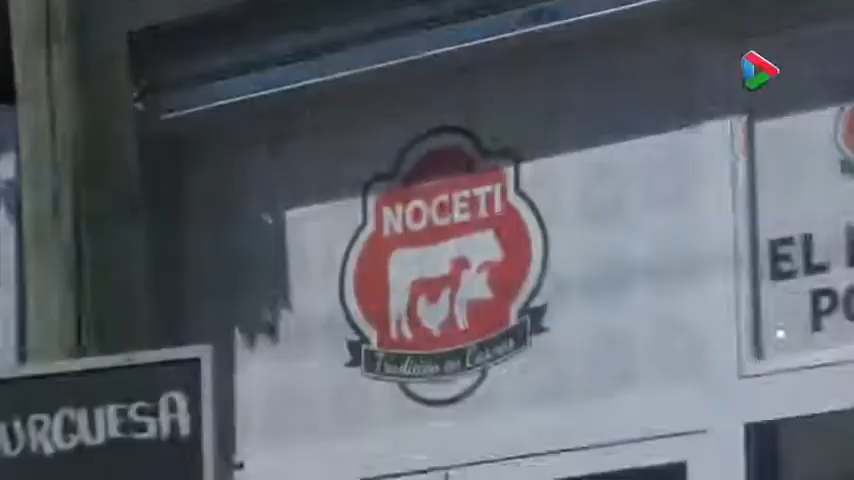 NOCETI
Tradición en Carnes
URGUESA
EL
PO